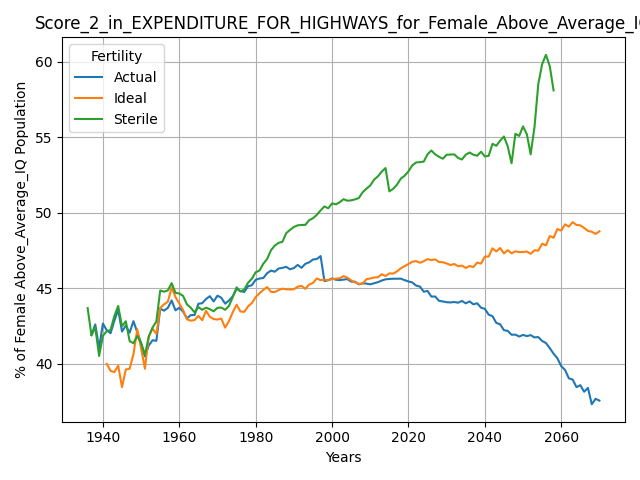 Score_2_in_EXPENDITURE_FOR_HIGHWAYS_for_Female_Above_Average_I
Fertility
Actual
Ideal
Sterile
% of Female Above_Average_IQ Population
60
55
50
45
40
1940
1960
1980
2000
2020
2040
2060
Years